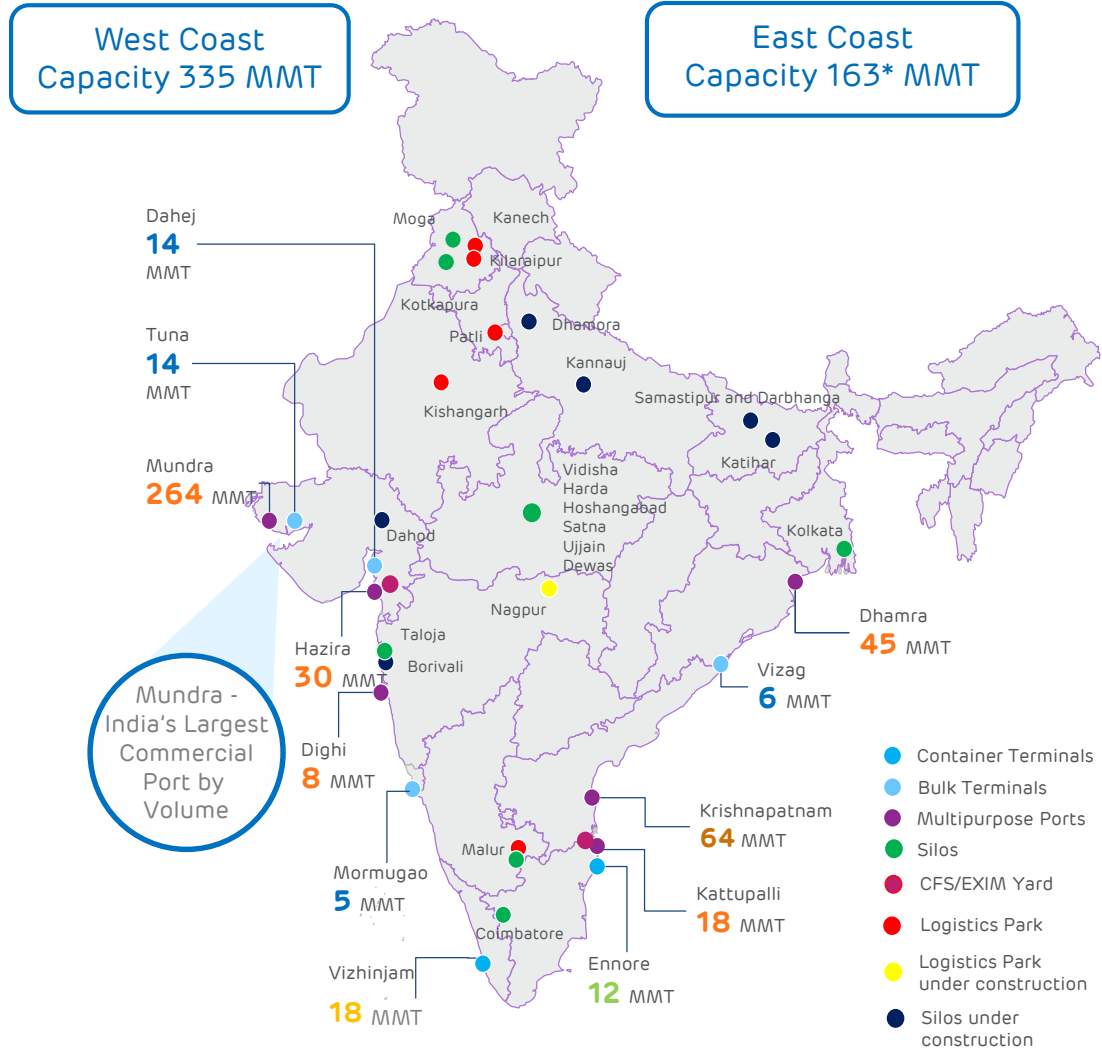 West Coast
Capacity 335 MMT
East Coast
Capacity 163* MMT
Dahej
14
MMT
Tuna
14
MMT
Mundra
264 MMT
Moga
Kanech
Kilaraipur
Kotkapura
Patli
Dhamora
Kannauj
Kishangarh
Samastipur and Darbhanga
Katihar
Vidisha
Harda
Hoshangabad
Satna
Ujjain
Dewas
Dahod
Kolkata
Nagpur
Hazira
30 MMT
Taloja
Borivali
Dhamra
45 MMT
Vizag
6 MMT
Mundra -
India's Largest
Commercial
Port by
Volume
Dighi
8 MMT
Mormugao
5 MMT
Malur
Coimbatore
Vizhinjam
18 MMT
Krishnapatnam
64 MMT
Kattupalli
18 MMT
Ennore
12 MMT
Container Terminals
Bulk Terminals
Multipurpose Ports
Silos
CFS/EXIM Yard
Logistics Park
Logistics Park
under construction
Silos under
construction